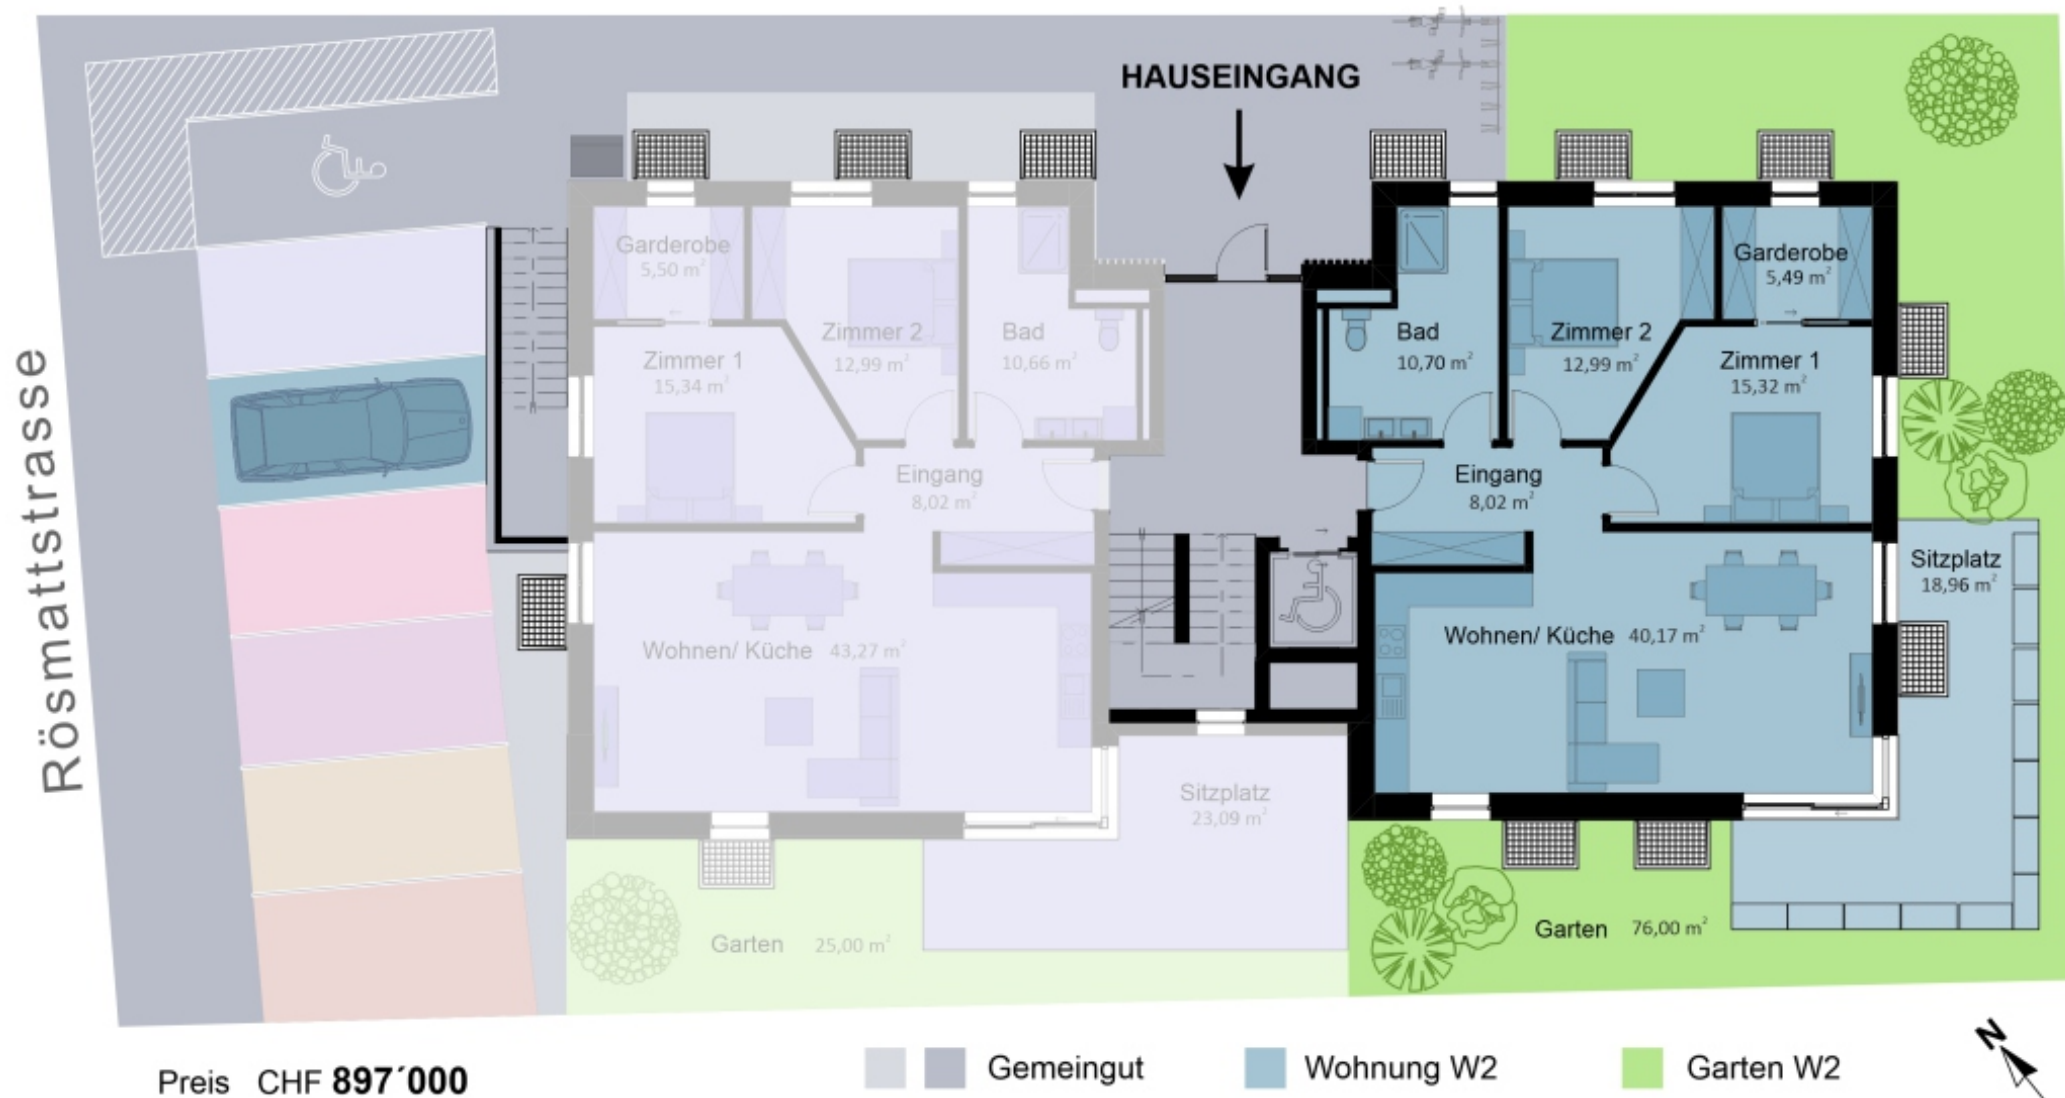 HAUSEINGANG
Rösmattstrasse
Garderobe
5,50 m²
Zimmer 2
12,99 m²
Bad
10,66 m²
Zimmer 1
15,34 m²
Eingang
8,02 m²
Wohnen/ Küche 43,27 m²
Sitzplatz
23,09 m²
Garten 25,00 m²
Bad
10,70 m²
Zimmer 2
12,99 m²
Garderobe
5,49 m²
Zimmer 1
15,32 m²
Eingang
8,02 m²
Sitzplatz
18,96 m²
Wohnen/ Küche 40,17 m²
Garten 76,00 m²
Preis CHF 897´000
Gemeingut
Wohnung W2
Garten W2
N